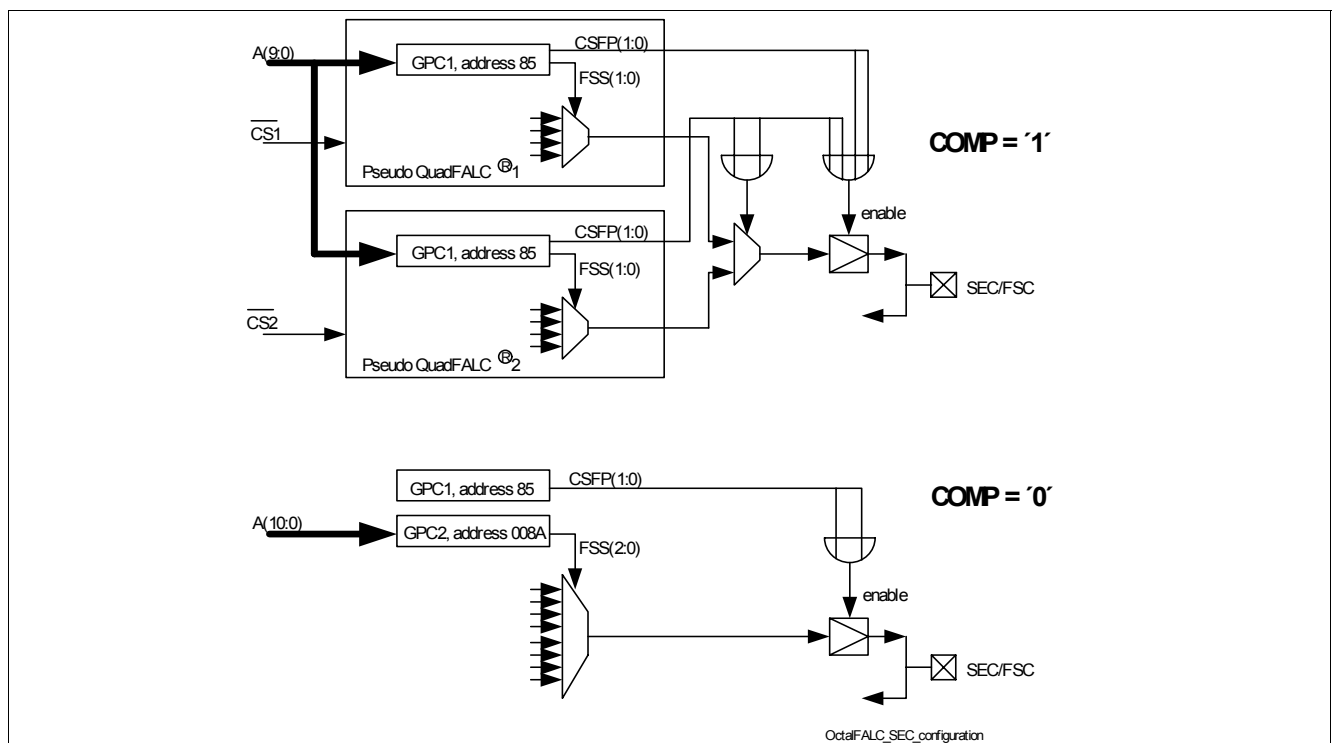 CSFP(1:0)
A(9:0)
GPC1, address 85
FSS(1:0)
CS1
COMP = ´1´
Pseudo QuadFALC ®1
enable
CSFP(1:0)
GPC1, address 85
FSS(1:0)
SEC/FSC
CS2
Pseudo QuadFALC ®2
CSFP(1:0)
GPC1, address 85
COMP = ´0´
A(10:0)
GPC2, address 008A
FSS(2:0)
enable
SEC/FSC
OctalFALC_SEC_configuration